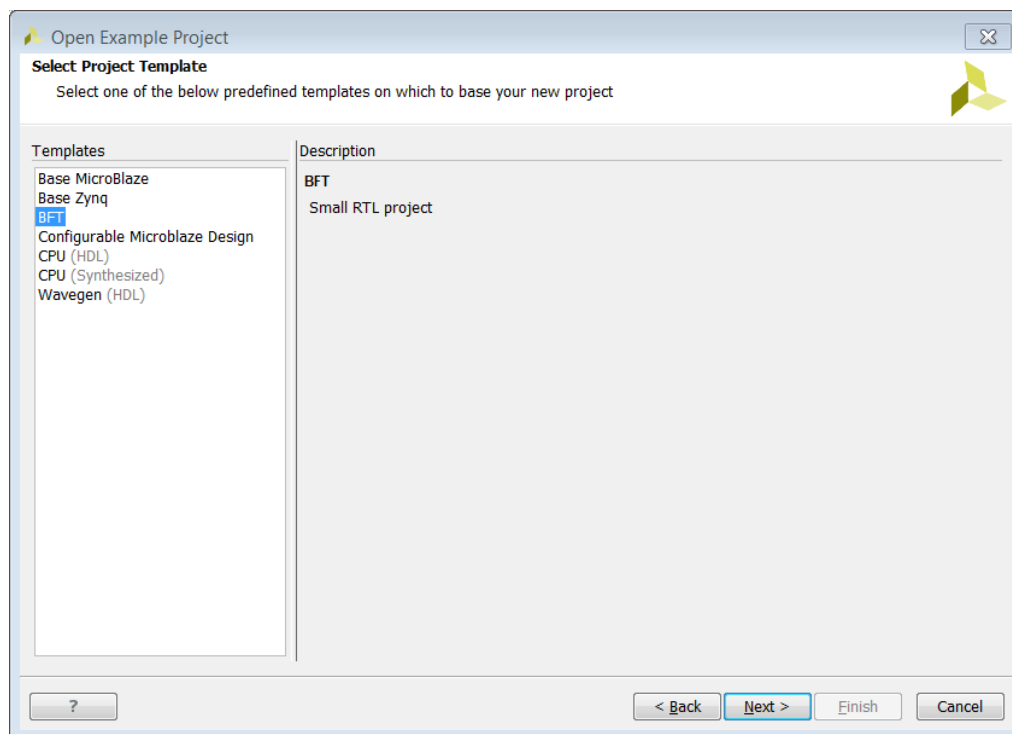 Open Example Project
Select Project Template
Select one of the below predefined templates on which to base your new project
Templates
Base MicroBlaze
Base Zynq
BFT
Configurable Microblaze Design
CPU (HDL)
CPU (Synthesized)
Wavegen (HDL)
Description
BFT
Small RTL project
?
< Back
Next >
Finish
Cancel